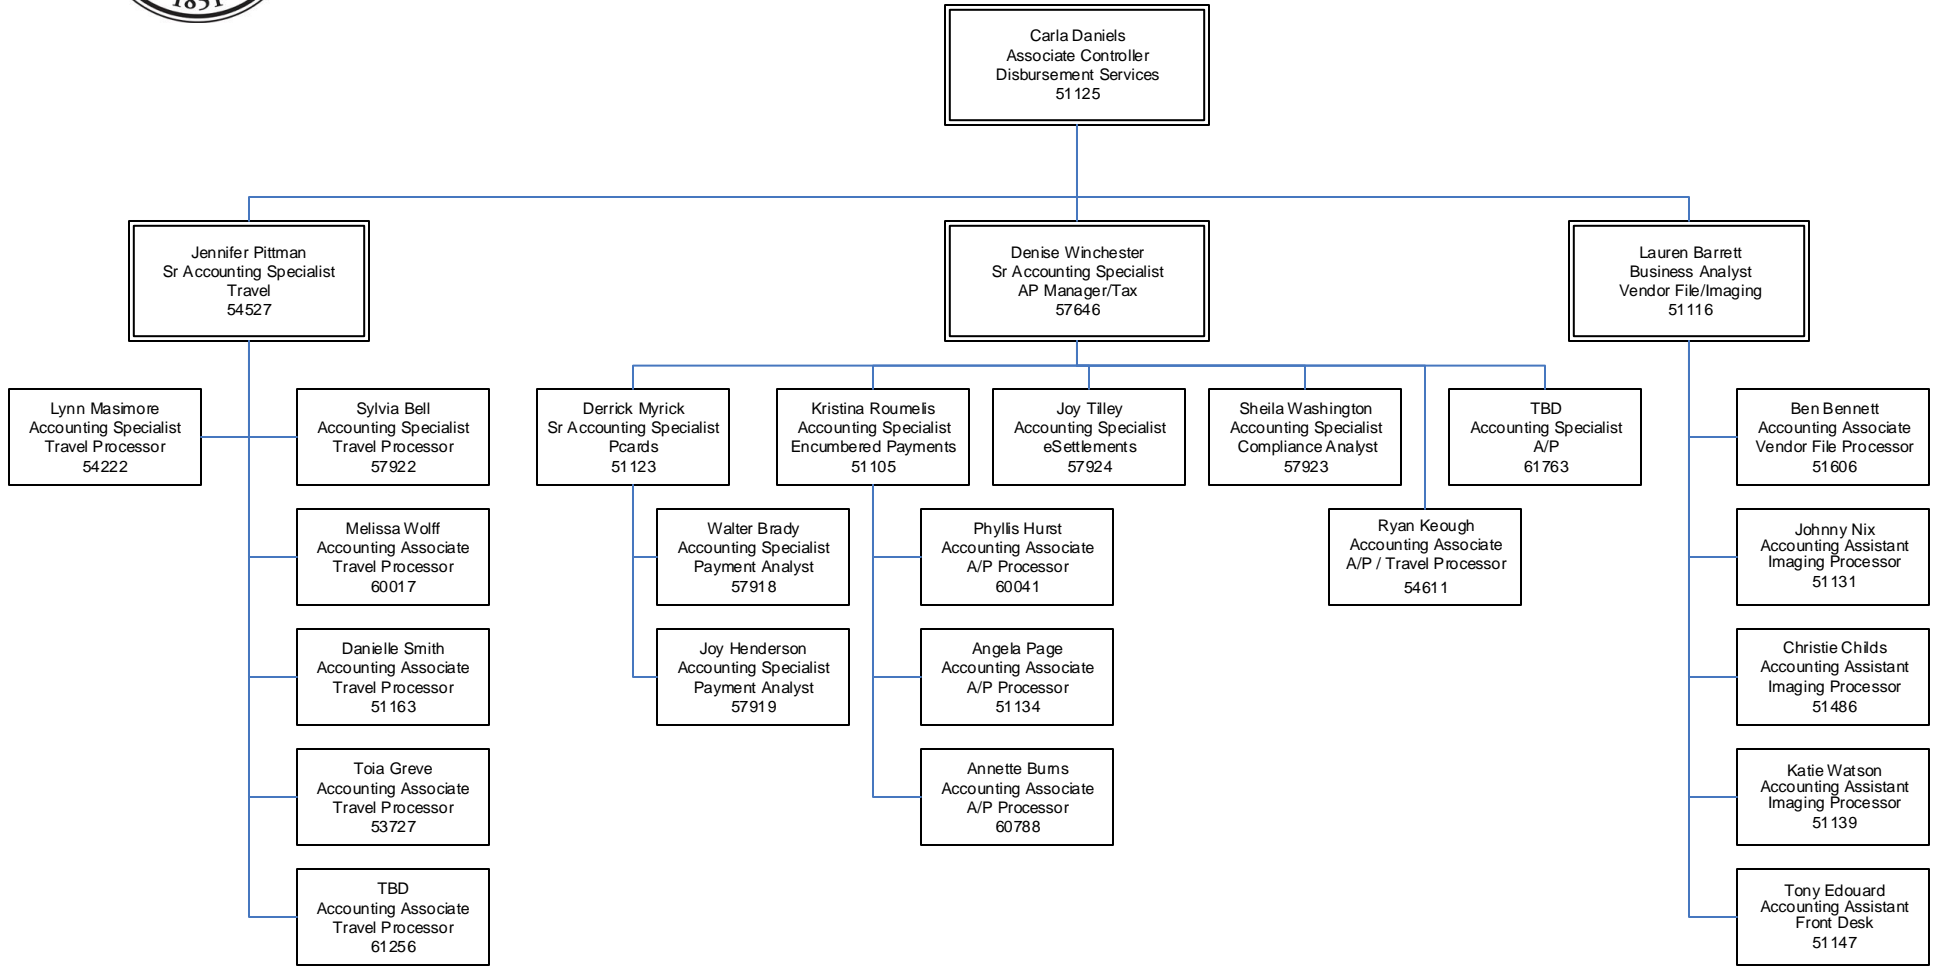 1851
Carla Daniels
Associate Controller
Disbursement Services
51125
Jennifer Pittman
Sr Accounting Specialist
Travel
54527
Denise Winchester
Sr Accounting Specialist
AP Manager/Tax
57646
Lauren Barrett
Business Analyst
Vendor File/Imaging
51116
Lynn Masimore
Accounting Specialist
Travel Processor
54222
Sylvia Bell
Accounting Specialist
Travel Processor
57922
Derrick Myrick
Sr Accounting Specialist
Pcards
51123
Kristina Roumelis
Accounting Specialist
Encumbered Payments
51105
Joy Tilley
Accounting Specialist
eSettlements
57924
Sheila Washington
Accounting Specialist
Compliance Analyst
57923
TBD
Accounting Specialist
A/P
61763
Ben Bennett
Accounting Associate
Vendor File Processor
51606
Melissa Wolff
Accounting Associate
Travel Processor
60017
Walter Brady
Accounting Specialist
Payment Analyst
57918
Phyllis Hurst
Accounting Associate
A/P Processor
60041
Ryan Keough
Accounting Associate
A/P / Travel Processor
54611
Johnny Nix
Accounting Assistant
Imaging Processor
51131
Danielle Smith
Accounting Associate
Travel Processor
51163
Joy Henderson
Accounting Specialist
Payment Analyst
57919
Angela Page
Accounting Associate
A/P Processor
51134
Christie Childs
Accounting Assistant
Imaging Processor
51486
Toia Greve
Accounting Associate
Travel Processor
53727
Annette Burns
Accounting Associate
A/P Processor
60788
Katie Watson
Accounting Assistant
Imaging Processor
51139
TBD
Accounting Associate
Travel Processor
61256
Tony Edouard
Accounting Assistant
Front Desk
51147